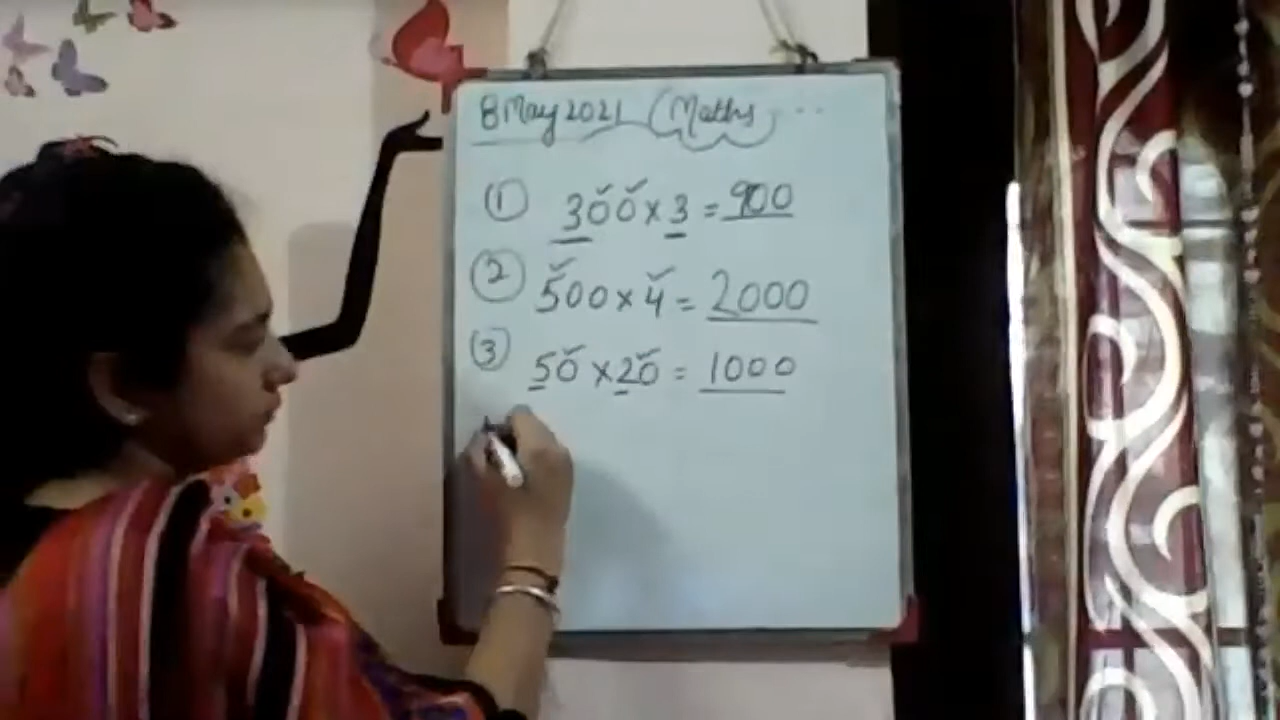 8 May 2021 (Maths ...
① 300 x 3 = 900
② 500 x 4 = 2000
③ 50 x 20 = 1000